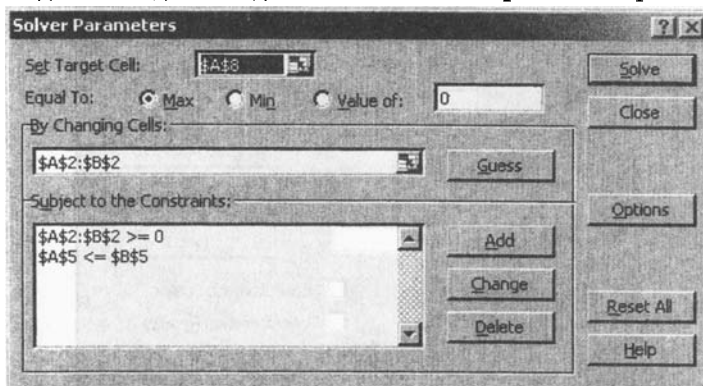 Solver Parameters
Set Target Cell: $A$8 Solve
Equal To: Max Min Value of: 0 Close
By Changing Cells:
$A$2:$B$2 Guess
Subject to the Constraints: Options
$A$2:$B$2 >= 0 Add
$A$5 <= $B$5
Change
Reset All
Delete
Help